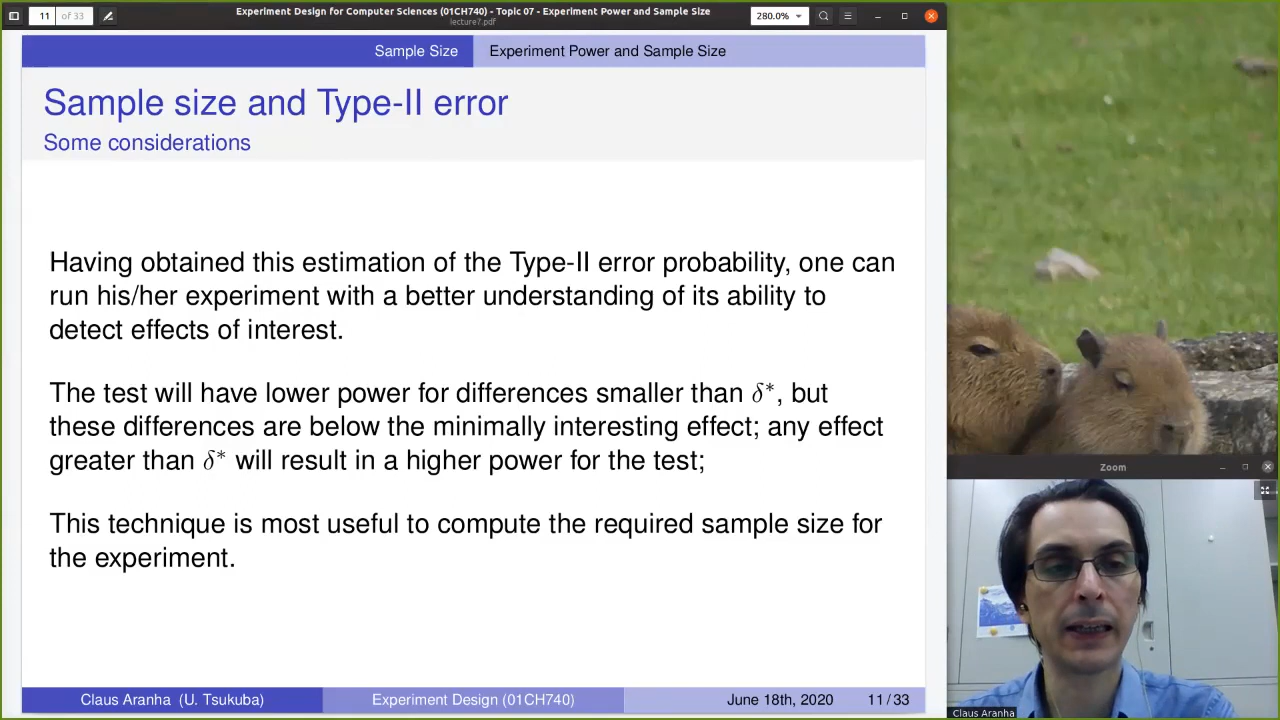 Experiment Design for Computer Sciences (01CH740) - Topic 07 - Experiment Power and Sample Size
lecture7.pdf
11 of 33
280.0%
Sample Size
Experiment Power and Sample Size
Sample size and Type-II error
Some considerations
Having obtained this estimation of the Type-II error probability, one can
run his/her experiment with a better understanding of its ability to
detect effects of interest.
The test will have lower power for differences smaller than δ*, but
these differences are below the minimally interesting effect; any effect
greater than δ* will result in a higher power for the test;
This technique is most useful to compute the required sample size for
the experiment.
Claus Aranha (U. Tsukuba)
Experiment Design (01CH740)
June 18th, 2020
11 / 33
Zoom
Claus Aranha